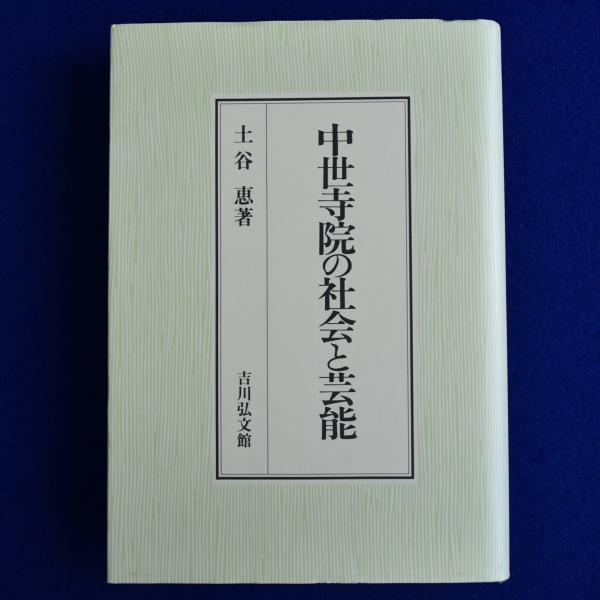 中世寺院の社会と芸能
土谷 恵著
吉川弘文館